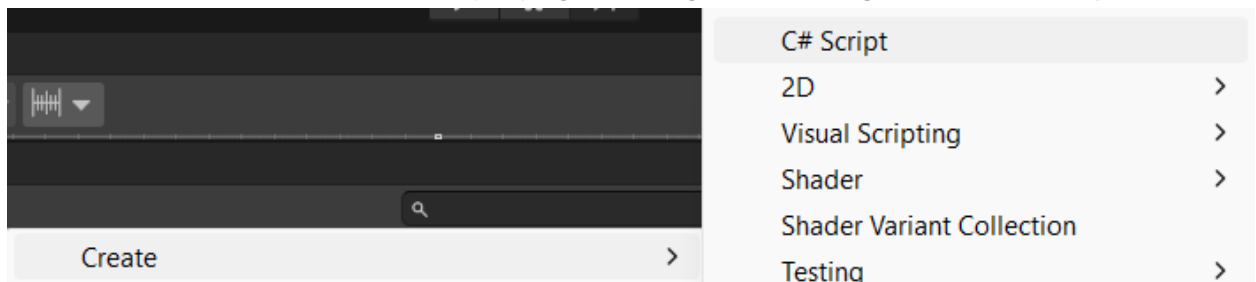 C# Script
2D
Visual Scripting
Shader
Shader Variant Collection
Testing
Create